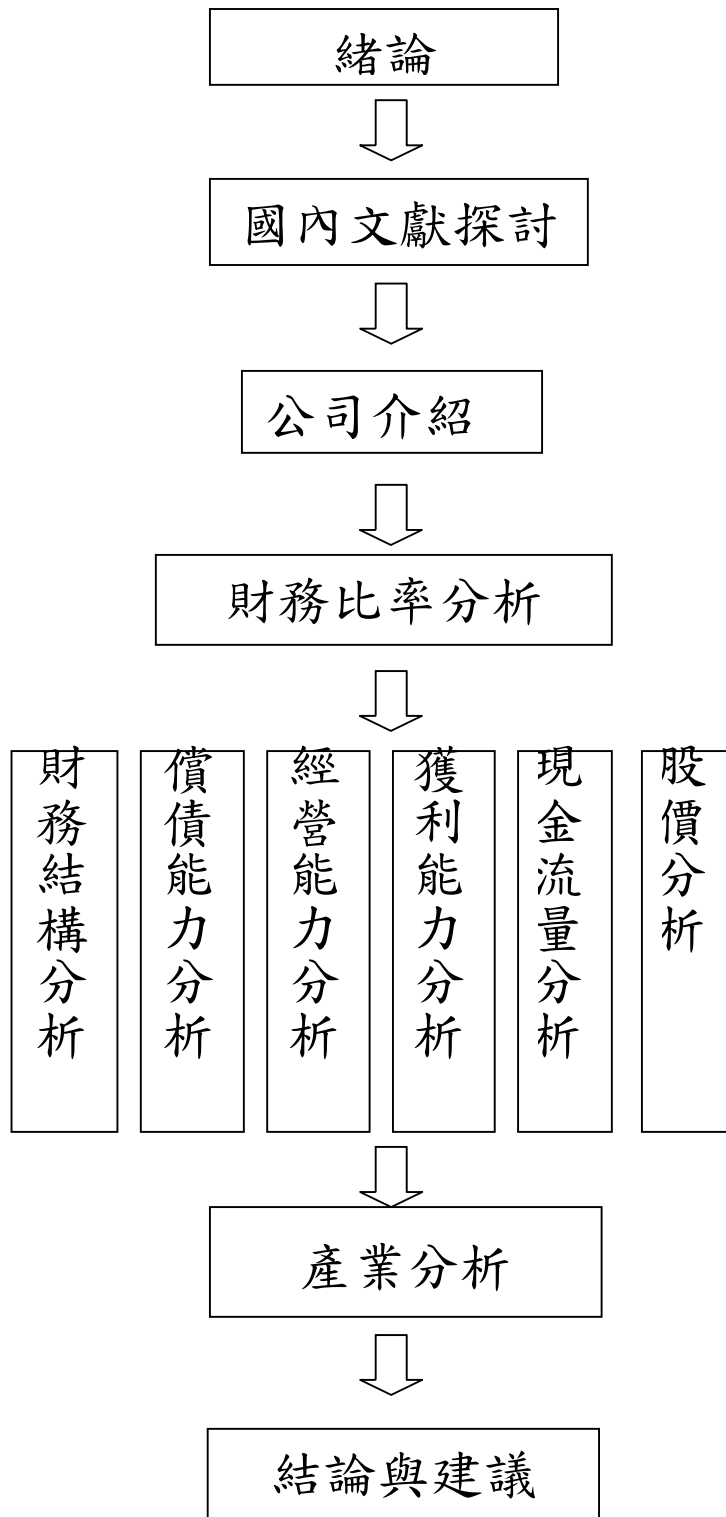 緒論
國內文獻探討
公司介紹
財務比率分析
財務結構分析
償債能力分析
經營能力分析
獲利能力分析
現金流量分析
股價分析
產業分析
結論與建議